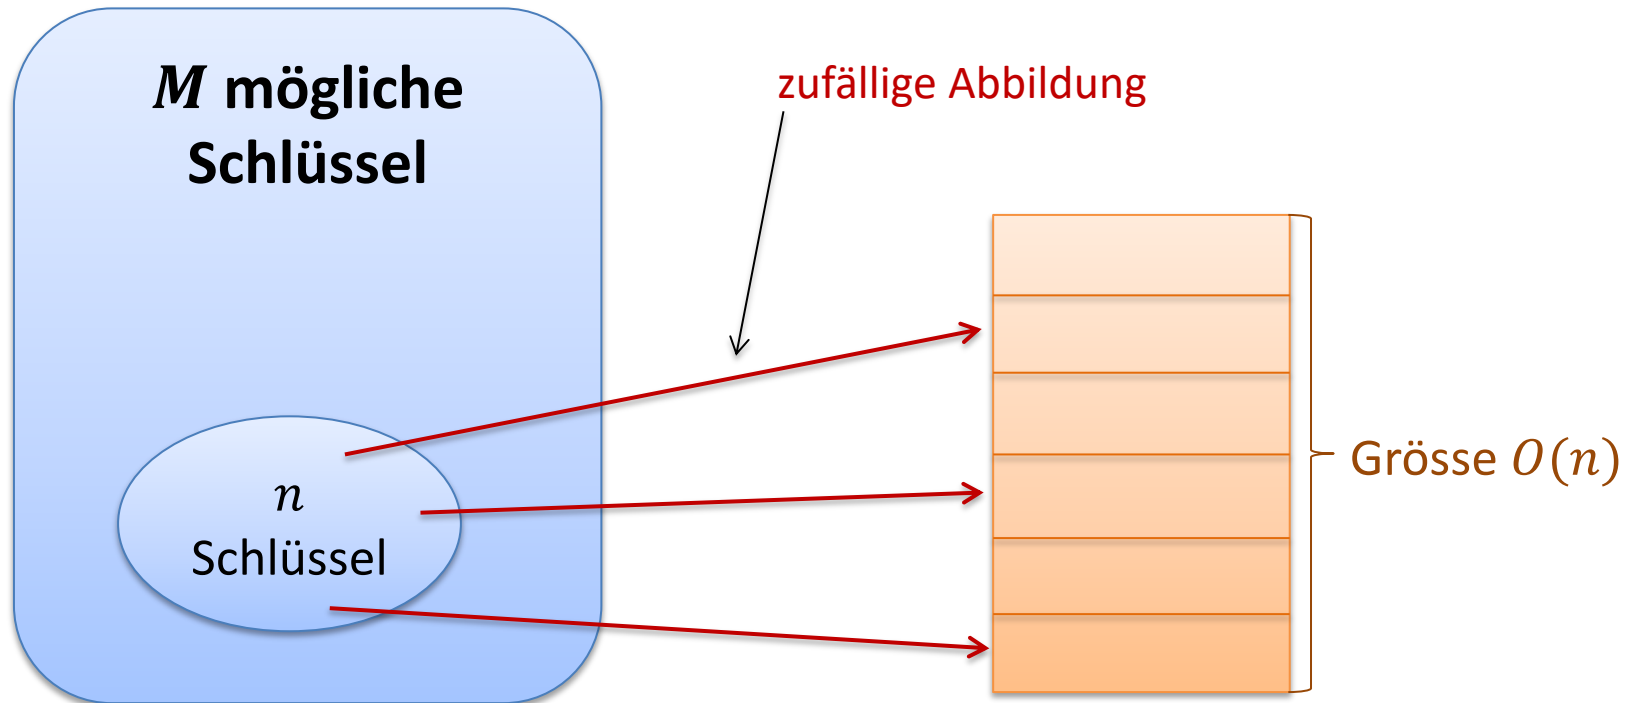 M mögliche
Schlüssel
zufällige Abbildung
n
Schlüssel
Grösse O(n)